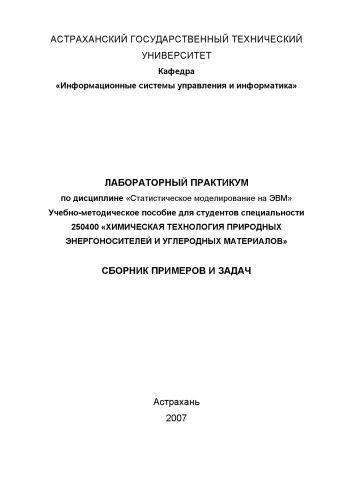 АСТРАХАНСКИЙ ГОСУДАРСТВЕННЫЙ ТЕХНИЧЕСКИЙ
УНИВЕРСИТЕТ
Кафедра
«Информационные системы управления и информатика»
ЛАБОРАТОРНЫЙ ПРАКТИКУМ
по дисциплине «Статистическое моделирование на ЭВМ»
Учебно-методическое пособие для студентов специальности
250400 «ХИМИЧЕСКАЯ ТЕХНОЛОГИЯ ПРИРОДНЫХ
ЭНЕРГОНОСИТЕЛЕЙ И УГЛЕРОДНЫХ МАТЕРИАЛОВ»
СБОРНИК ПРИМЕРОВ И ЗАДАЧ
Астрахань
2007